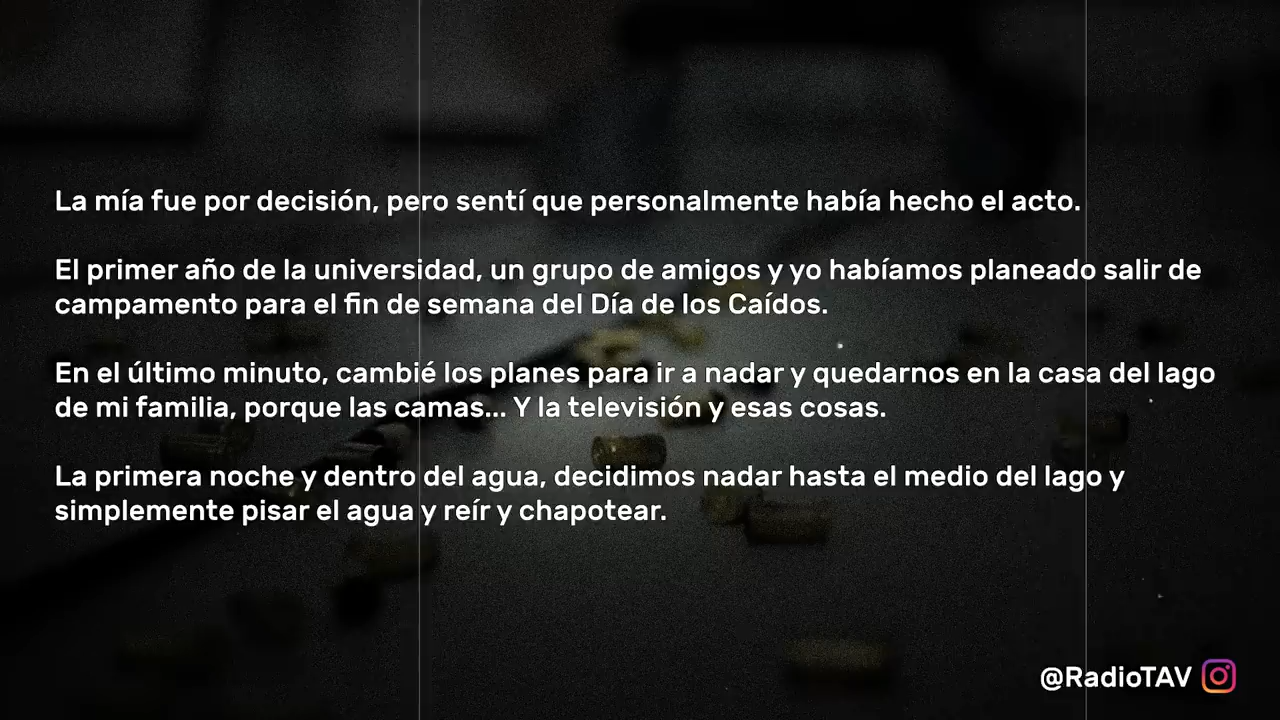 La mía fue por decisión, pero sentí que personalmente había hecho el acto.
El primer año de la universidad, un grupo de amigos y yo habíamos planeado salir de
campamento para el fin de semana del Día de los Caídos.
En el último minuto, cambié los planes para ir a nadar y quedarnos en la casa del lago
de mi familia, porque las camas... Y la televisión y esas cosas.
La primera noche y dentro del agua, decidimos nadar hasta el medio del lago y
simplemente pisar el agua y reír y chapotear.
@RadioTAV